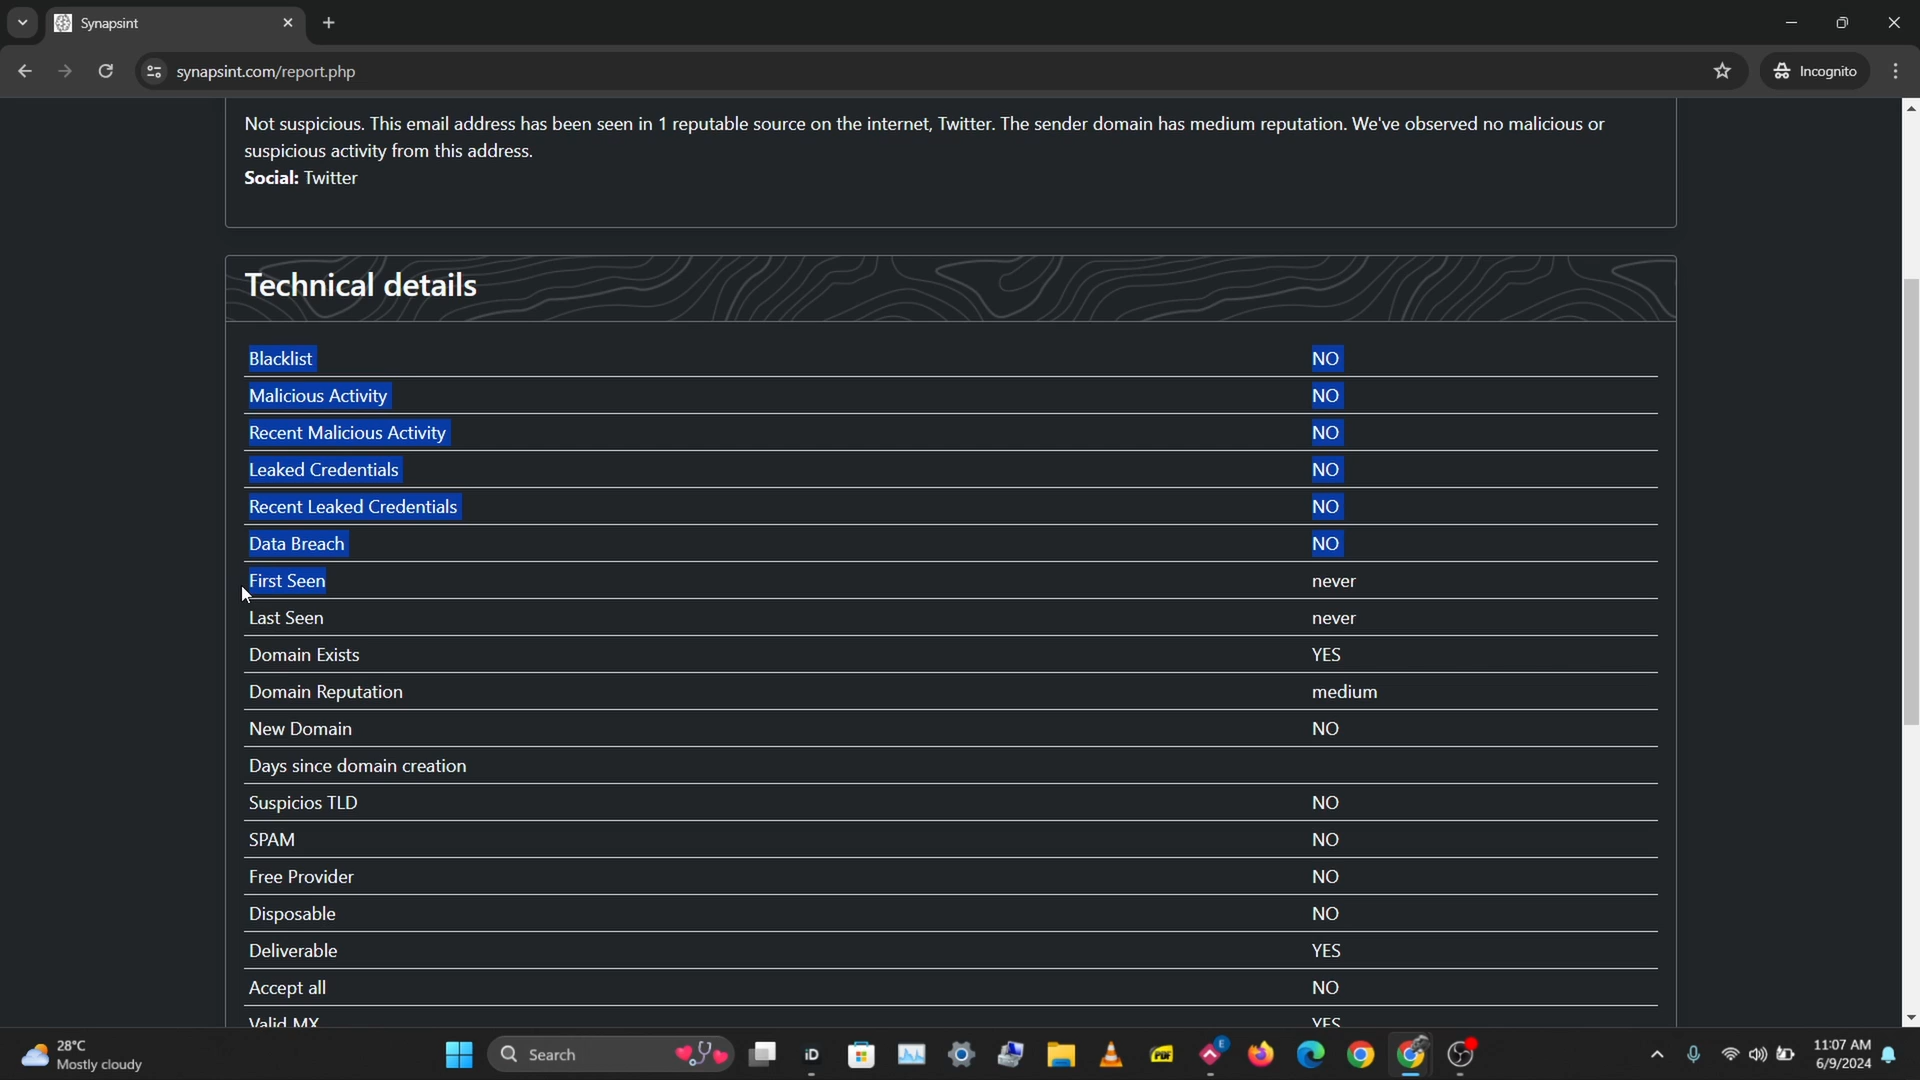 Synapsint
synapsint.com/report.php
Incognito
Not suspicious. This email address has been seen in 1 reputable source on the internet, Twitter. The sender domain has medium reputation. We've observed no malicious or
suspicious activity from this address.
Social: Twitter
Technical details
Blacklist NO
Malicious Activity NO
Recent Malicious Activity NO
Leaked Credentials NO
Recent Leaked Credentials NO
Data Breach NO
First Seen never
Last Seen never
Domain Exists YES
Domain Reputation medium
New Domain NO
Days since domain creation
Suspicios TLD NO
SPAM NO
Free Provider NO
Disposable NO
Deliverable YES
Accept all NO
Valid MX YES
28°C
Mostly cloudy
Search
iD
PDF
E
11:07 AM
6/9/2024